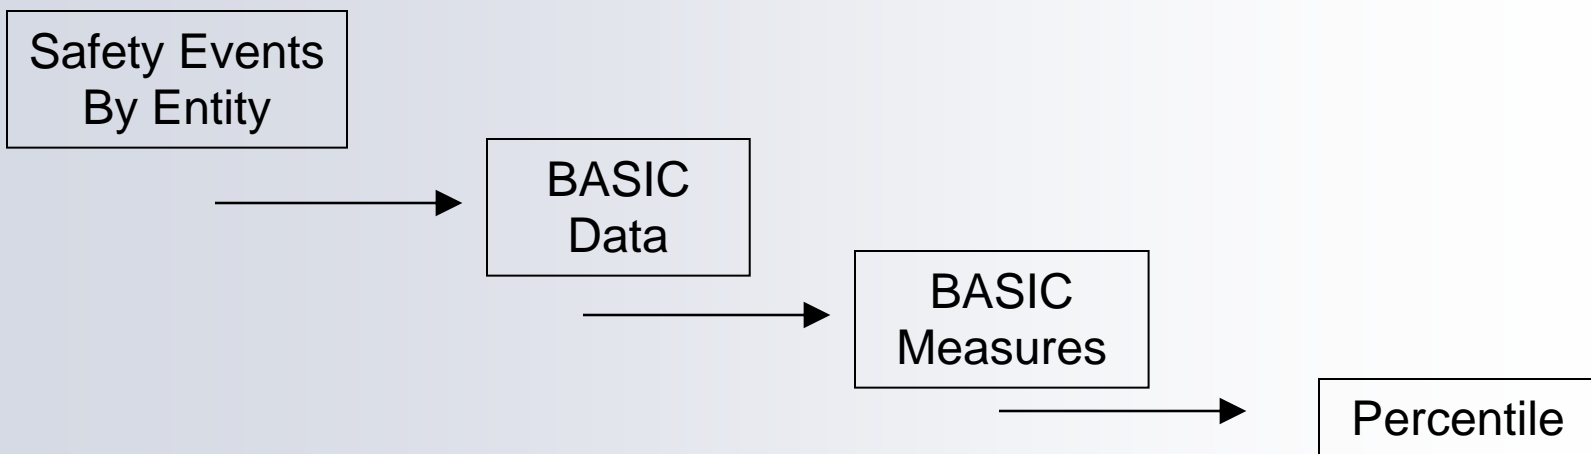 Safety Events
By Entity
BASIC
Data
BASIC
Measures
Percentile